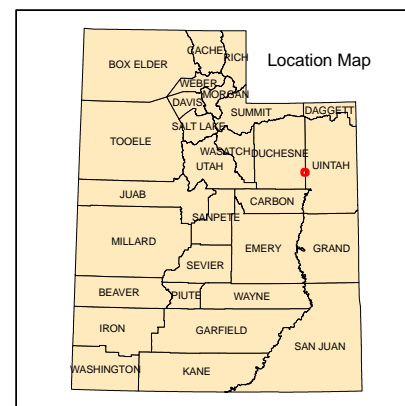 Location Map
CACHE
RICH
BOX ELDER
WEBER
MORGAN
DAVIS
SUMMIT
DAGGETT
SALT LAKE
TOOELE
WASATCH
DUCHESNE
UTAH
UINTAH
JUAB
CARBON
SANPETE
MILLARD
EMERY
GRAND
SEVIER
BEAVER
PIUTE
WAYNE
IRON
GARFIELD
SAN JUAN
WASHINGTON
KANE